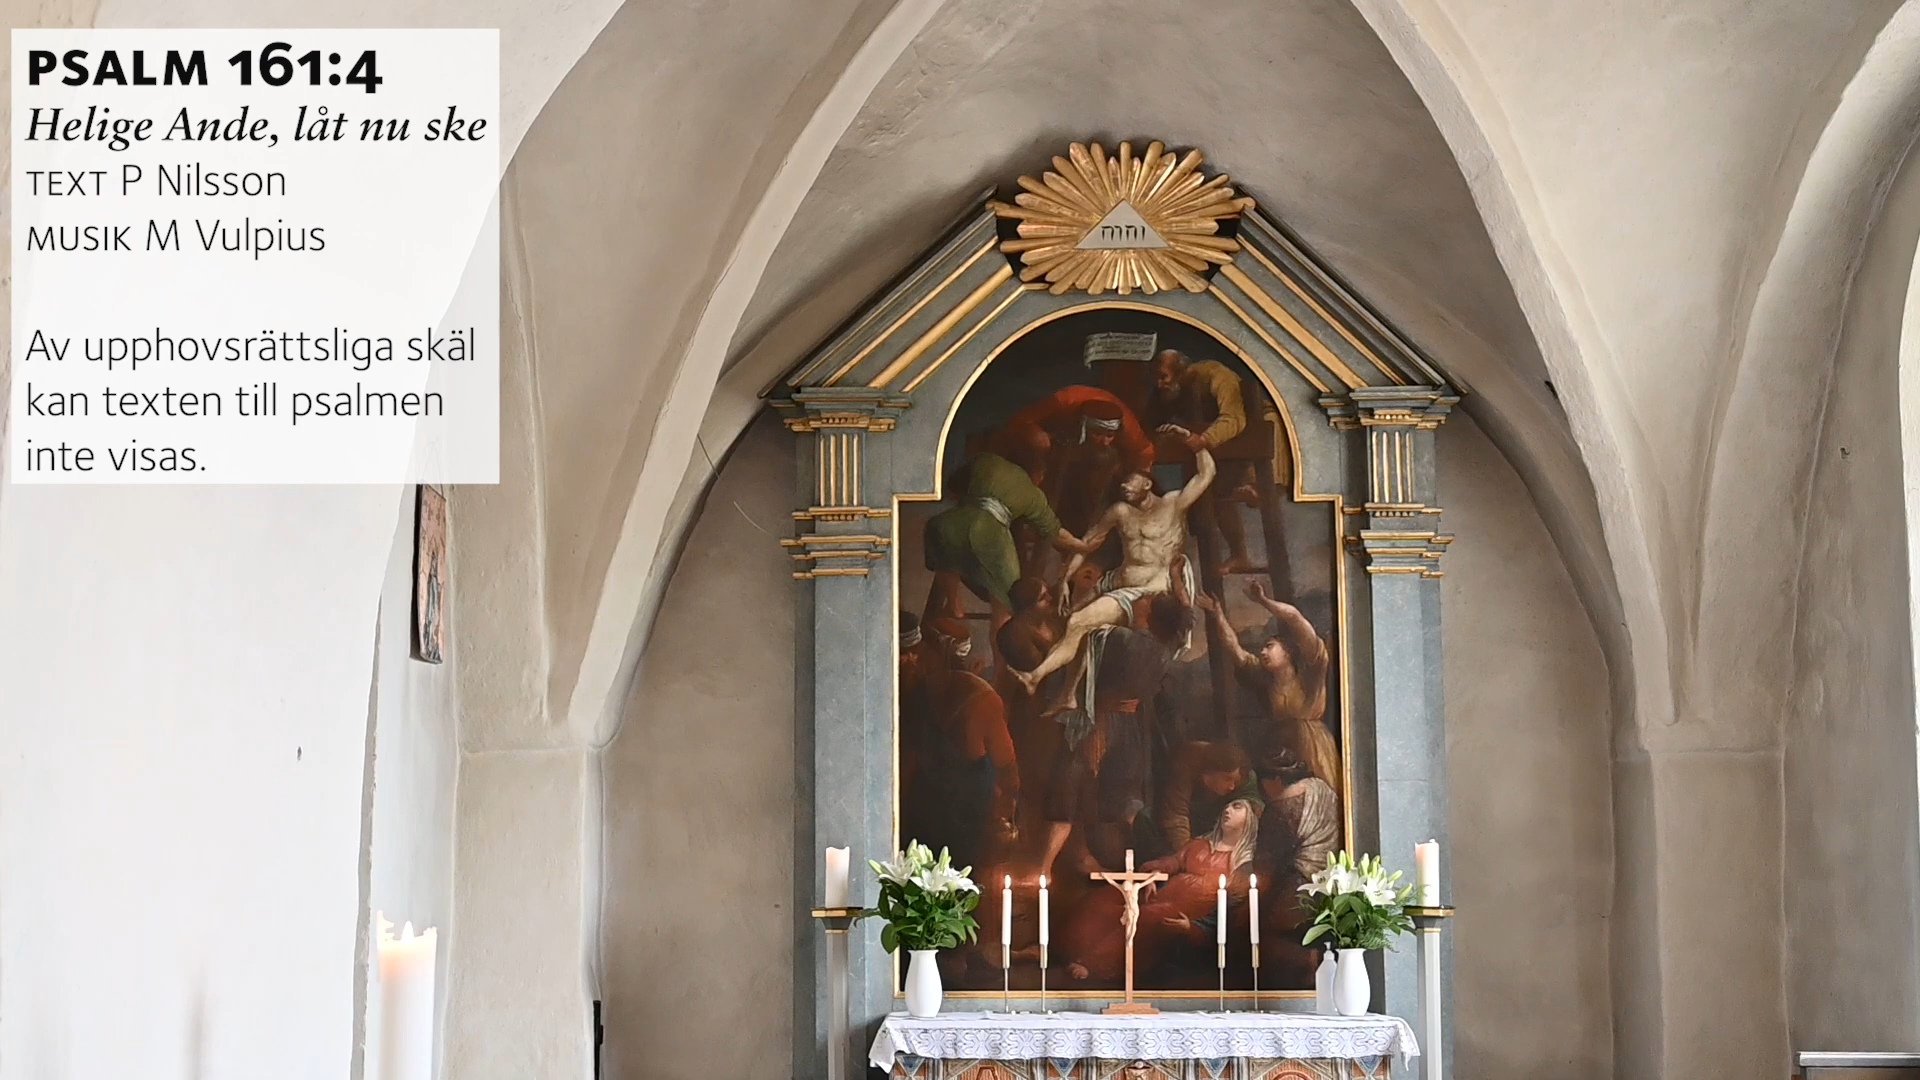 PSALM 161:4
Helige Ande, låt nu ske
TEXT P Nilsson
MUSIK M Vulpius
Av upphovsrättsliga skäl
kan texten till psalmen
inte visas.
יהוה